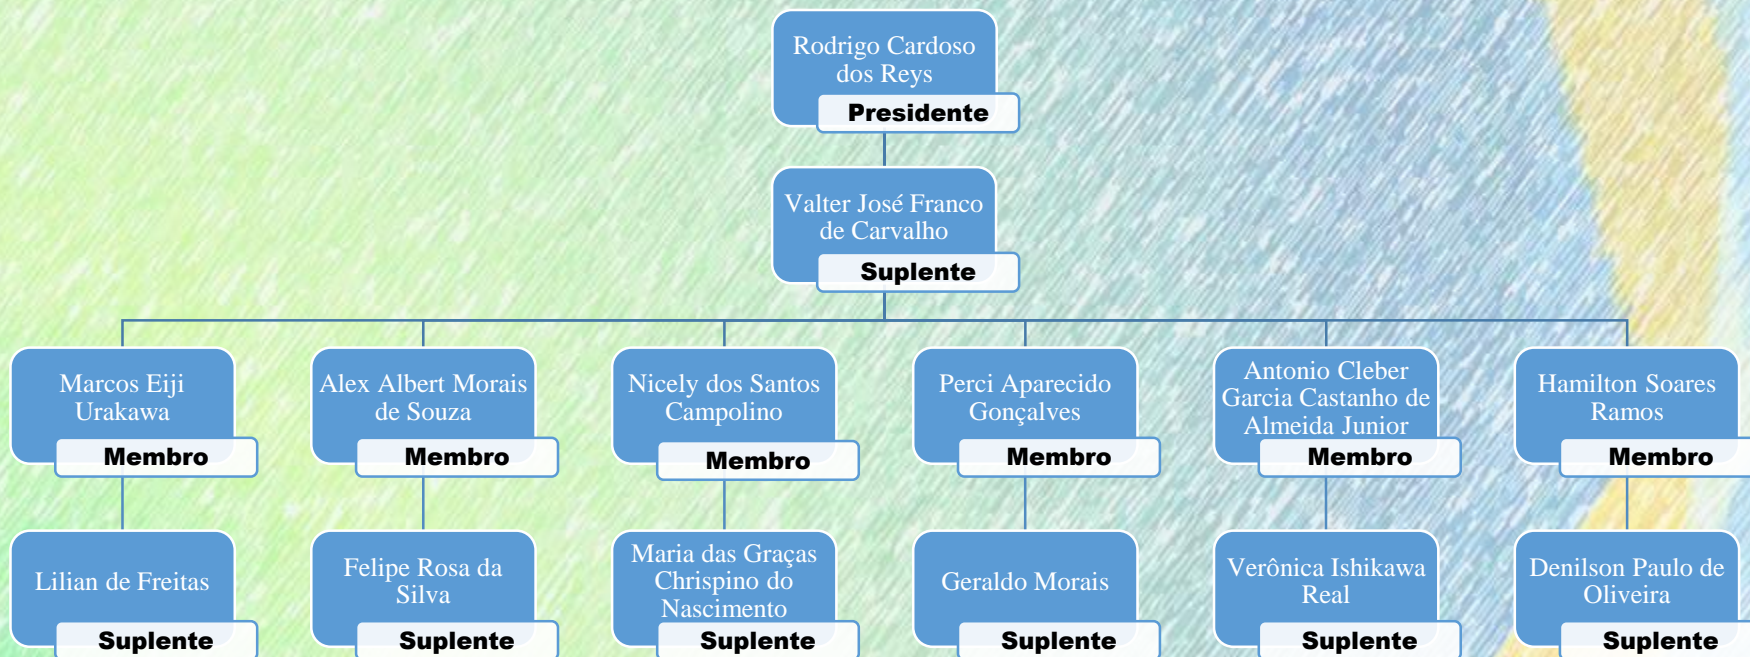 Rodrigo Cardoso
dos Reys
Presidente
Valter José Franco
de Carvalho
Suplente
Marcos Eiji
Urakawa
Membro
Alex Albert Morais
de Souza
Membro
Nicely dos Santos
Campolino
Membro
Perci Aparecido
Gonçalves
Membro
Antonio Cleber
Garcia Castanho de
Almeida Junior
Membro
Hamilton Soares
Ramos
Membro
Lilian de Freitas
Suplente
Felipe Rosa da
Silva
Suplente
Maria das Graças
Chrispino do
Nascimento
Suplente
Geraldo Morais
Suplente
Verônica Ishikawa
Real
Suplente
Denilson Paulo de
Oliveira
Suplente